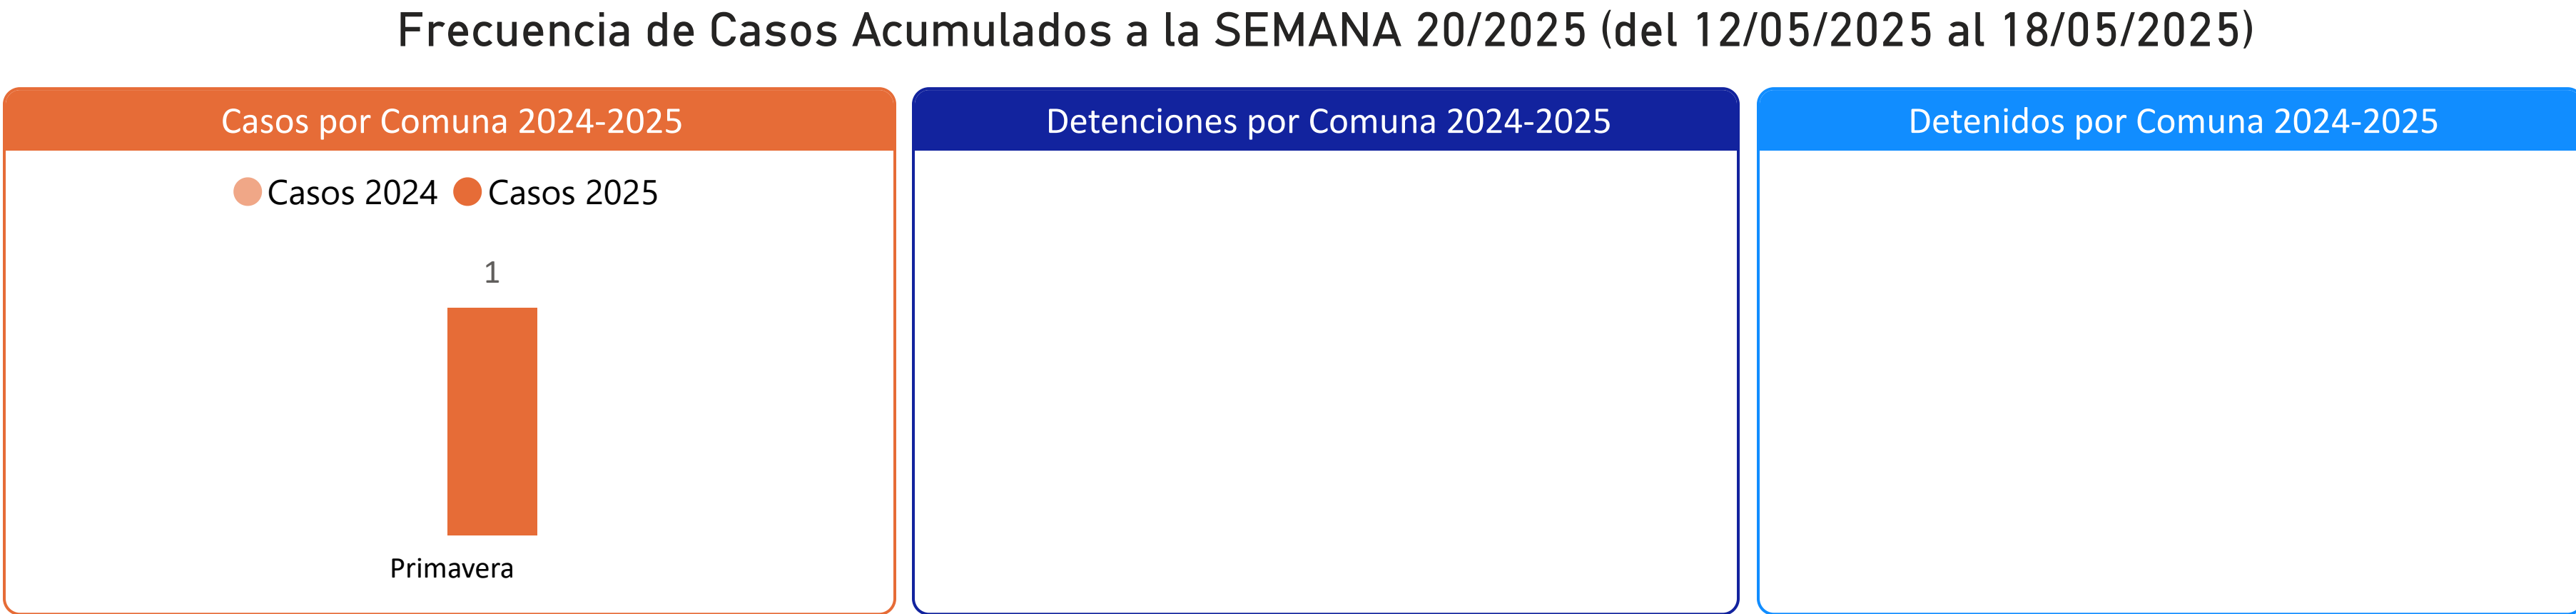 Frecuencia de Casos Acumulados a la SEMANA 20/2025 (del 12/05/2025 al 18/05/2025)
Casos por Comuna 2024-2025
Casos 2024 Casos 2025
1
Primavera
Detenciones por Comuna 2024-2025
Detenidos por Comuna 2024-2025